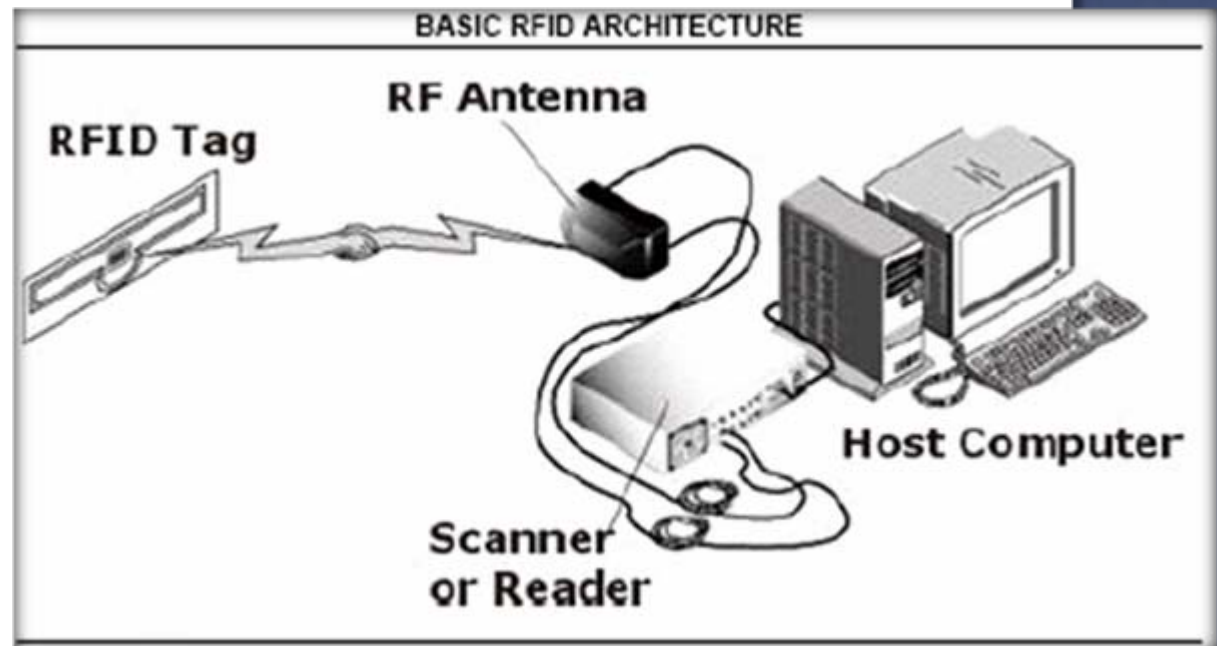 BASIC RFID ARCHITECTURE
RF Antenna
RFID Tag
Host Computer
Scanner
or Reader